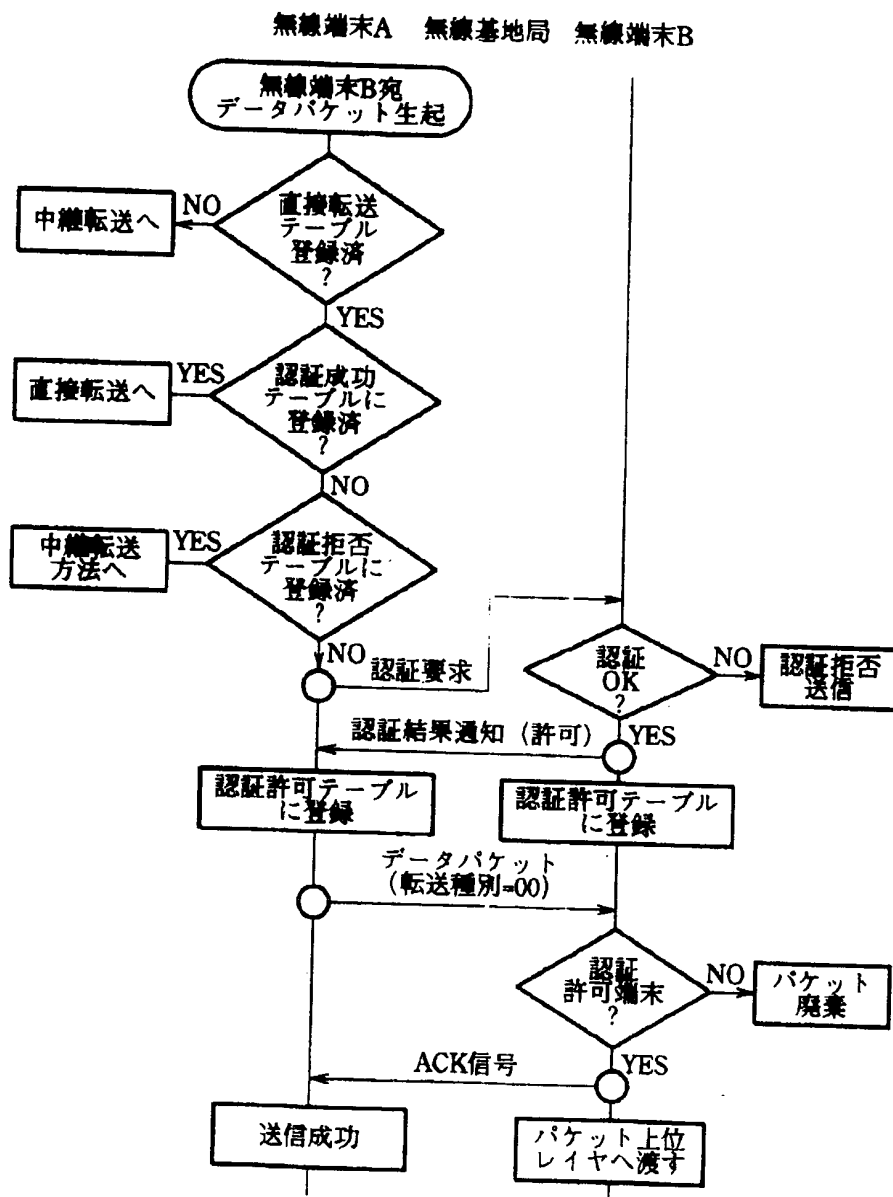 無線端末A 無線基地局 無線端末B
無線端末B宛
データパケット生起
直接転送
テーブル
登録済
?
NO
中継転送へ
YES
認証成功
テーブルに
登録済
?
YES
直接転送へ
NO
認証拒否
テーブルに
登録済
?
YES
中継転送
方法へ
NO
認証要求
認証
OK
?
NO
認証拒否
送信
YES
認証結果通知（許可）
認証許可テーブル
に登録
認証許可テーブル
に登録
データパケット
(転送種別=00)
認証
許可端末
?
NO
パケット
廃棄
YES
ACK信号
送信成功
パケット上位
レイヤへ渡す